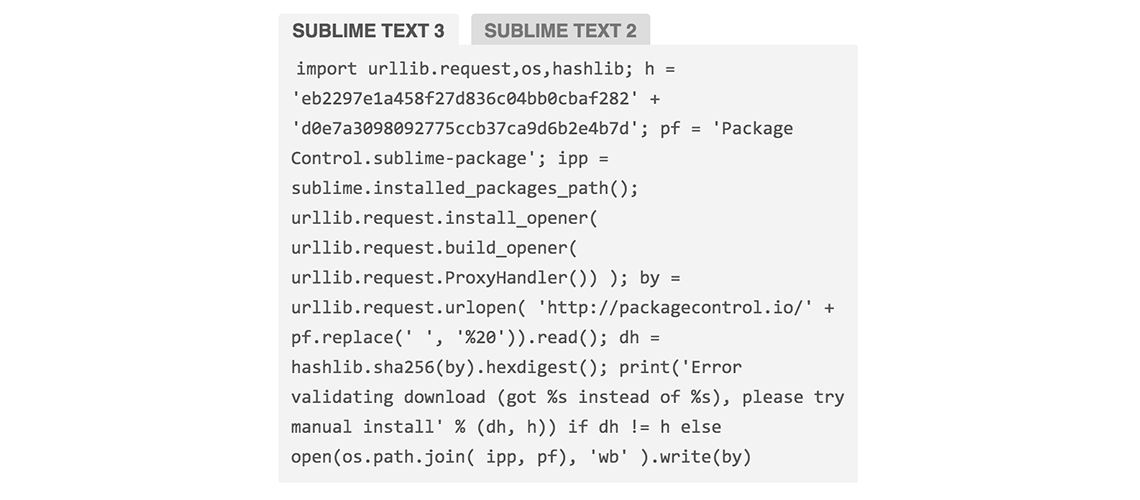 SUBLIME TEXT 3 SUBLIME TEXT 2
import urllib.request,os,hashlib; h =
'eb2297e1a458f27d836c04bb0cbaf282' +
'd0e7a3098092775ccb37ca9d6b2e4b7d'; pf = 'Package
Control.sublime-package'; ipp =
sublime.installed_packages_path();
urllib.request.install_opener(
urllib.request.build_opener(
urllib.request.ProxyHandler()) ); by =
urllib.request.urlopen( 'http://packagecontrol.io/' +
pf.replace(' ', '%20')).read(); dh =
hashlib.sha256(by).hexdigest(); print('Error
validating download (got %s instead of %s), please try
manual install' % (dh, h)) if dh != h else
open(os.path.join( ipp, pf), 'wb' ).write(by)